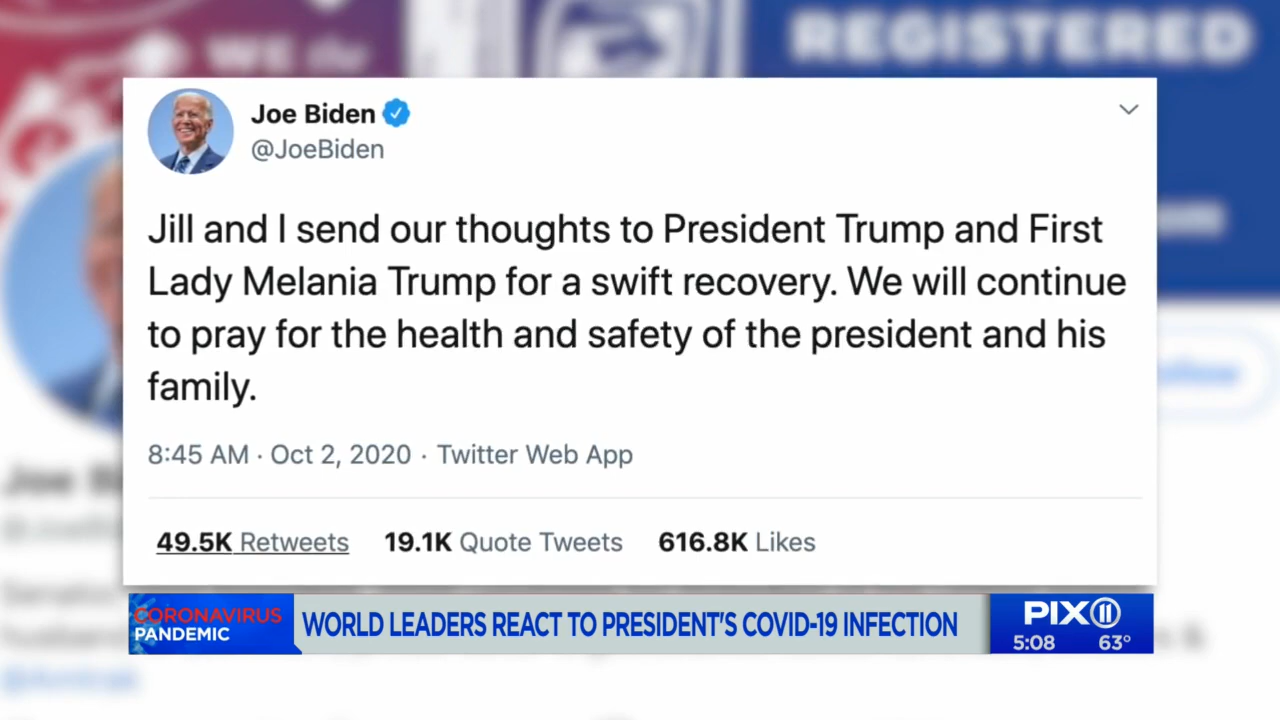 WE the
REGISTERED
Joe Biden
@JoeBiden
Jill and I send our thoughts to President Trump and First
Lady Melania Trump for a swift recovery. We will continue
to pray for the health and safety of the president and his
family.
8:45 AM · Oct 2, 2020 · Twitter Web App
49.5K Retweets 19.1K Quote Tweets 616.8K Likes
CORONAVIRUS
PANDEMIC
WORLD LEADERS REACT TO PRESIDENT'S COVID-19 INFECTION
PIX11
5:08 63°